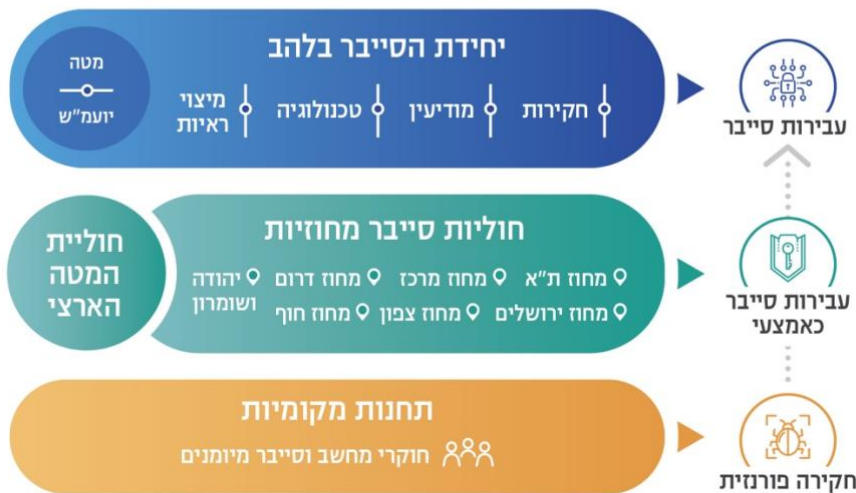 יחידת הסייבר בלהב
מטה
יועמ"ש
חקירות
מודיעין
טכנולוגיה
מיצוי
ראיות
עבירות סייבר
חוליות סייבר מחוזיות
מחוז ת"א
מחוז מרכז
מחוז דרום
יהודה
ושומרון
מחוז ירושלים
מחוז צפון
מחוז חוף
חוליית
המטה
הארצי
עבירות סייבר
כאמצעי
תחנות מקומיות
חוקרי מחשב וסייבר מיומנים
חקירה פורנזית